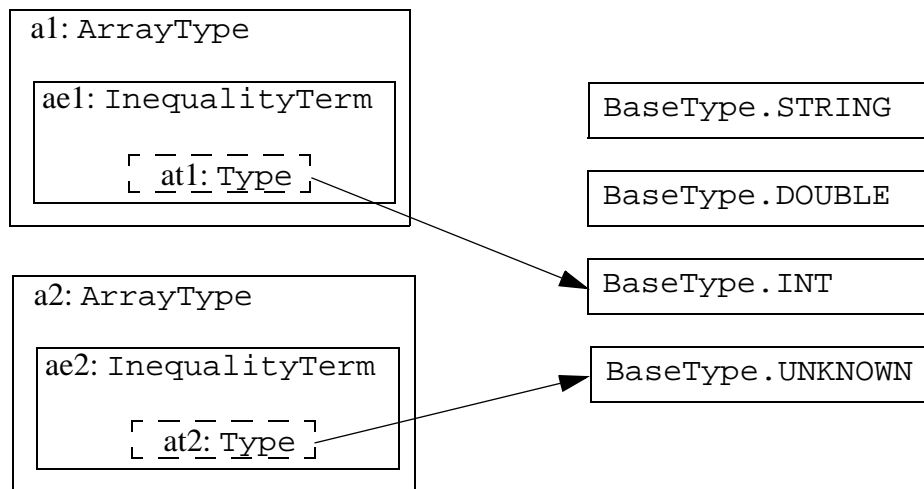 a1: ArrayType
ae1: InequalityTerm
at1: Type
a2: ArrayType
ae2: InequalityTerm
at2: Type
BaseType.STRING
BaseType.DOUBLE
BaseType.INT
BaseType.UNKNOWN